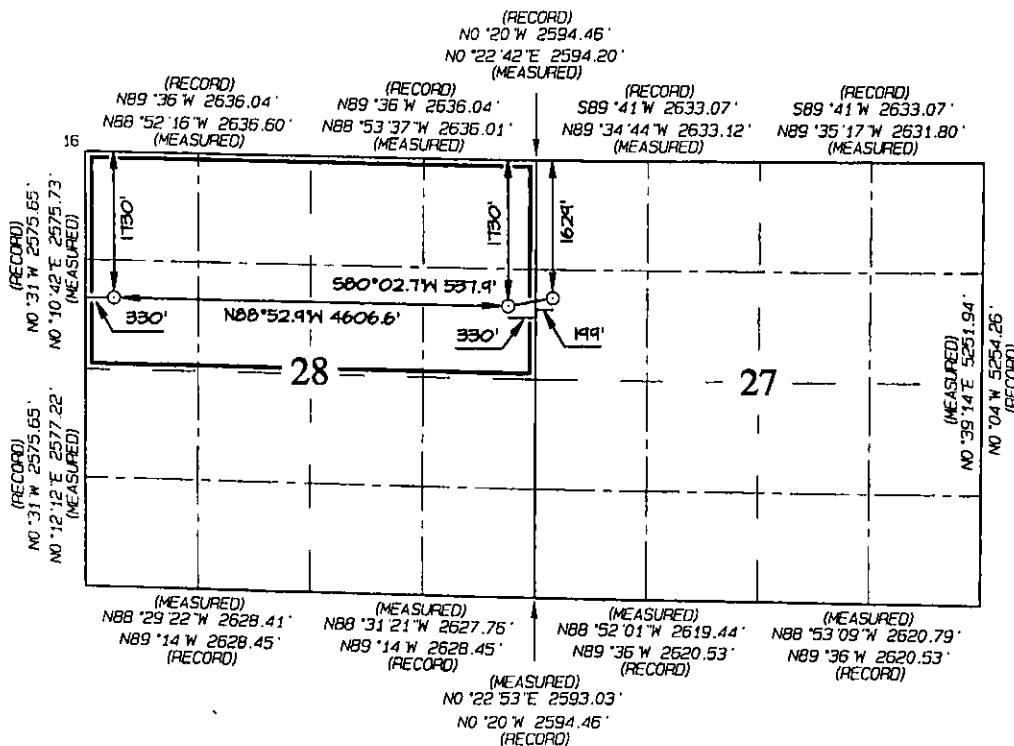 (RECORD)
N0 °20 'W 2594.46 '
N0 °22 '42 "E 2594.20 '
(MEASURED)
(RECORD)
N89 °36 'W 2636.04 '
N88 °52 '16 "W 2636.60 '
(MEASURED)
(RECORD)
N89 °36 'W 2636.04 '
N88 °53 '37 "W 2636.01 '
(MEASURED)
(RECORD)
S89 °41 'W 2633.07 '
N89 °34 '44 "W 2633.12 '
(MEASURED)
(RECORD)
S89 °41 'W 2633.07 '
N89 °35 '17 "W 2631.80 '
(MEASURED)
16
(RECORD)
N0 °31 'W 2575.65 '
N0 °10 '42 "E 2575.73 '
(MEASURED)
1730'
1730'
1629'
S80°02.7'W 537.9'
N88°52.9'W 4606.6'
330'
330'
199'
28
27
(MEASURED)
N0 °39 '14 "E 5251.94 '
N0 °04 'W 5254.26 '
(RECORD)
(RECORD)
N0 °31 'W 2575.65 '
N0 °12 '12 "E 2577.22 '
(MEASURED)
(MEASURED)
N88 °29 '22 "W 2628.41 '
N89 °14 'W 2628.45 '
(RECORD)
(MEASURED)
N88 °31 '21 "W 2627.76 '
N89 °14 'W 2628.45 '
(RECORD)
(MEASURED)
N88 °52 '01 "W 2619.44 '
N89 °36 'W 2620.53 '
(RECORD)
(MEASURED)
N88 °53 '09 "W 2620.79 '
N89 °36 'W 2620.53 '
(RECORD)
(MEASURED)
N0 °22 '53 "E 2593.03 '
N0 °20 'W 2594.46 '
(RECORD)